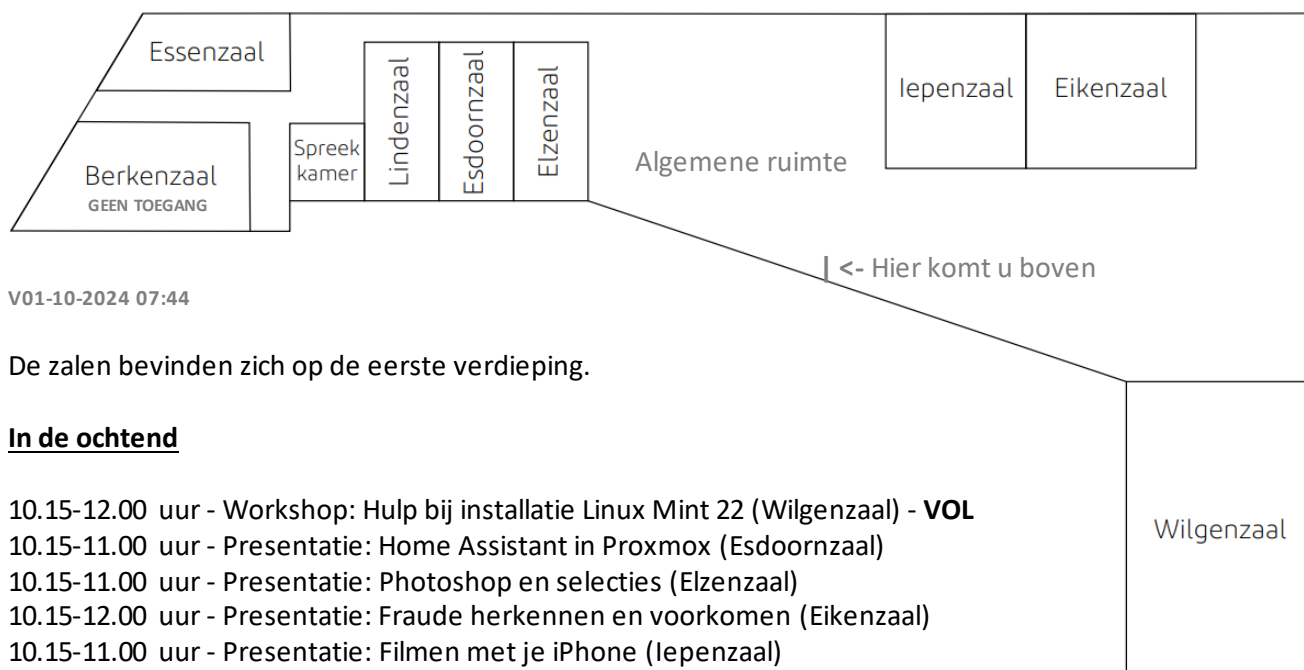 Essenzaal
Berkenzaal
GEEN TOEGANG
Spreek
kamer
Lindenzaal
Esdoornzaal
Elzenzaal
Algemene ruimte
Iepenzaal
Eikenzaal
| <- Hier komt u boven
V01-10-2024 07:44
De zalen bevinden zich op de eerste verdieping.
In de ochtend
10.15-12.00 uur - Workshop: Hulp bij installatie Linux Mint 22 (Wilgenzaal) - VOL
10.15-11.00 uur - Presentatie: Home Assistant in Proxmox (Esdoornzaal)
10.15-11.00 uur - Presentatie: Photoshop en selecties (Elzenzaal)
10.15-12.00 uur - Presentatie: Fraude herkennen en voorkomen (Eikenzaal)
10.15-11.00 uur - Presentatie: Filmen met je iPhone (Iepenzaal)
Wilgenzaal